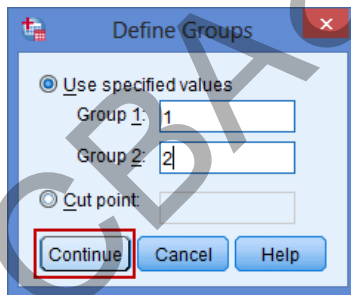 Define Groups
Use specified values
Group 1: 1
Group 2: 2
Cut point:
Continue Cancel Help